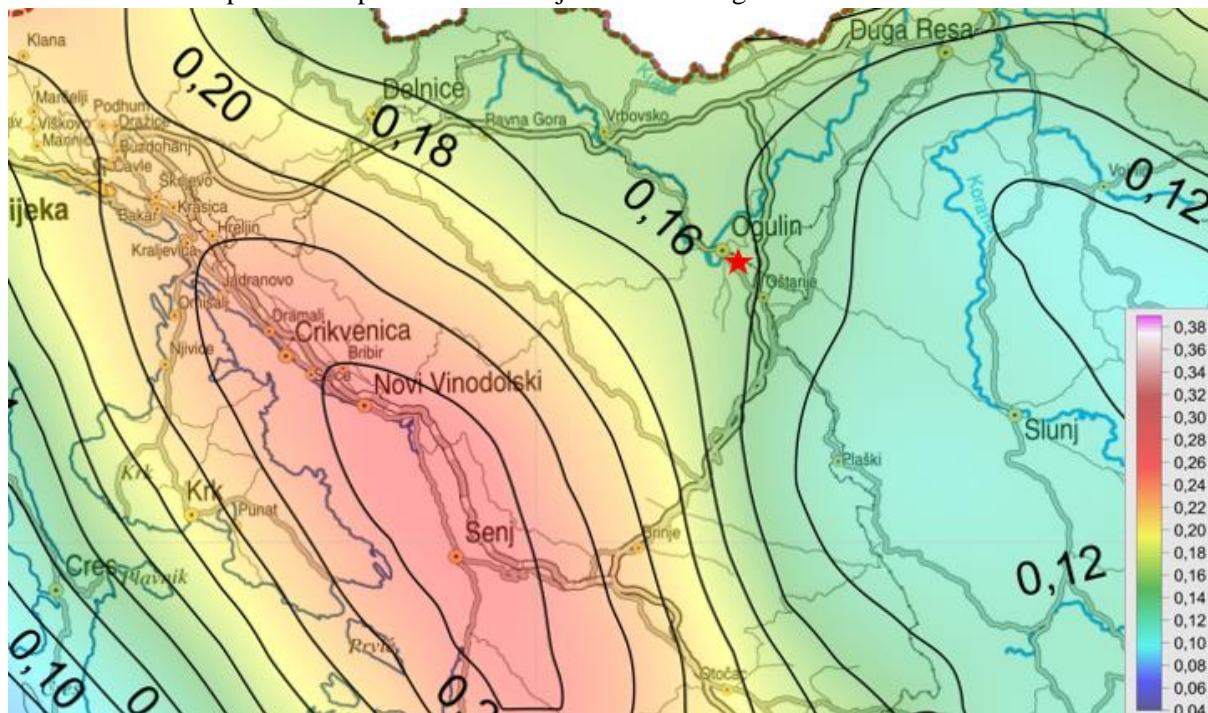 Klana
Duga Resa
0,20
Marčelji
Podhum
Delnice
Viškovo
Dražice
0,18
Ravna Gora
Vrbovsko
Marinići
Buzdohanj
Čavle
Škrljevo
ijeka
Bakar
Krasica
0,16
Korana
0,12
Hreljin
Ogulin
Kraljevica
Jadranovo
Oštarije
Omišalj
Dramalj
Crikvenica
Njivice
Bribir
Novi Vinodolski
Slunj
Krk
Plaški
Krk
Punat
Senj
Brinje
Cres
Plavnik
0,12
Prvić
0,10
Otočac
0,38
0,36
0,34
0,32
0,30
0,28
0,26
0,24
0,22
0,20
0,18
0,16
0,14
0,12
0,10
0,08
0,06
0,04